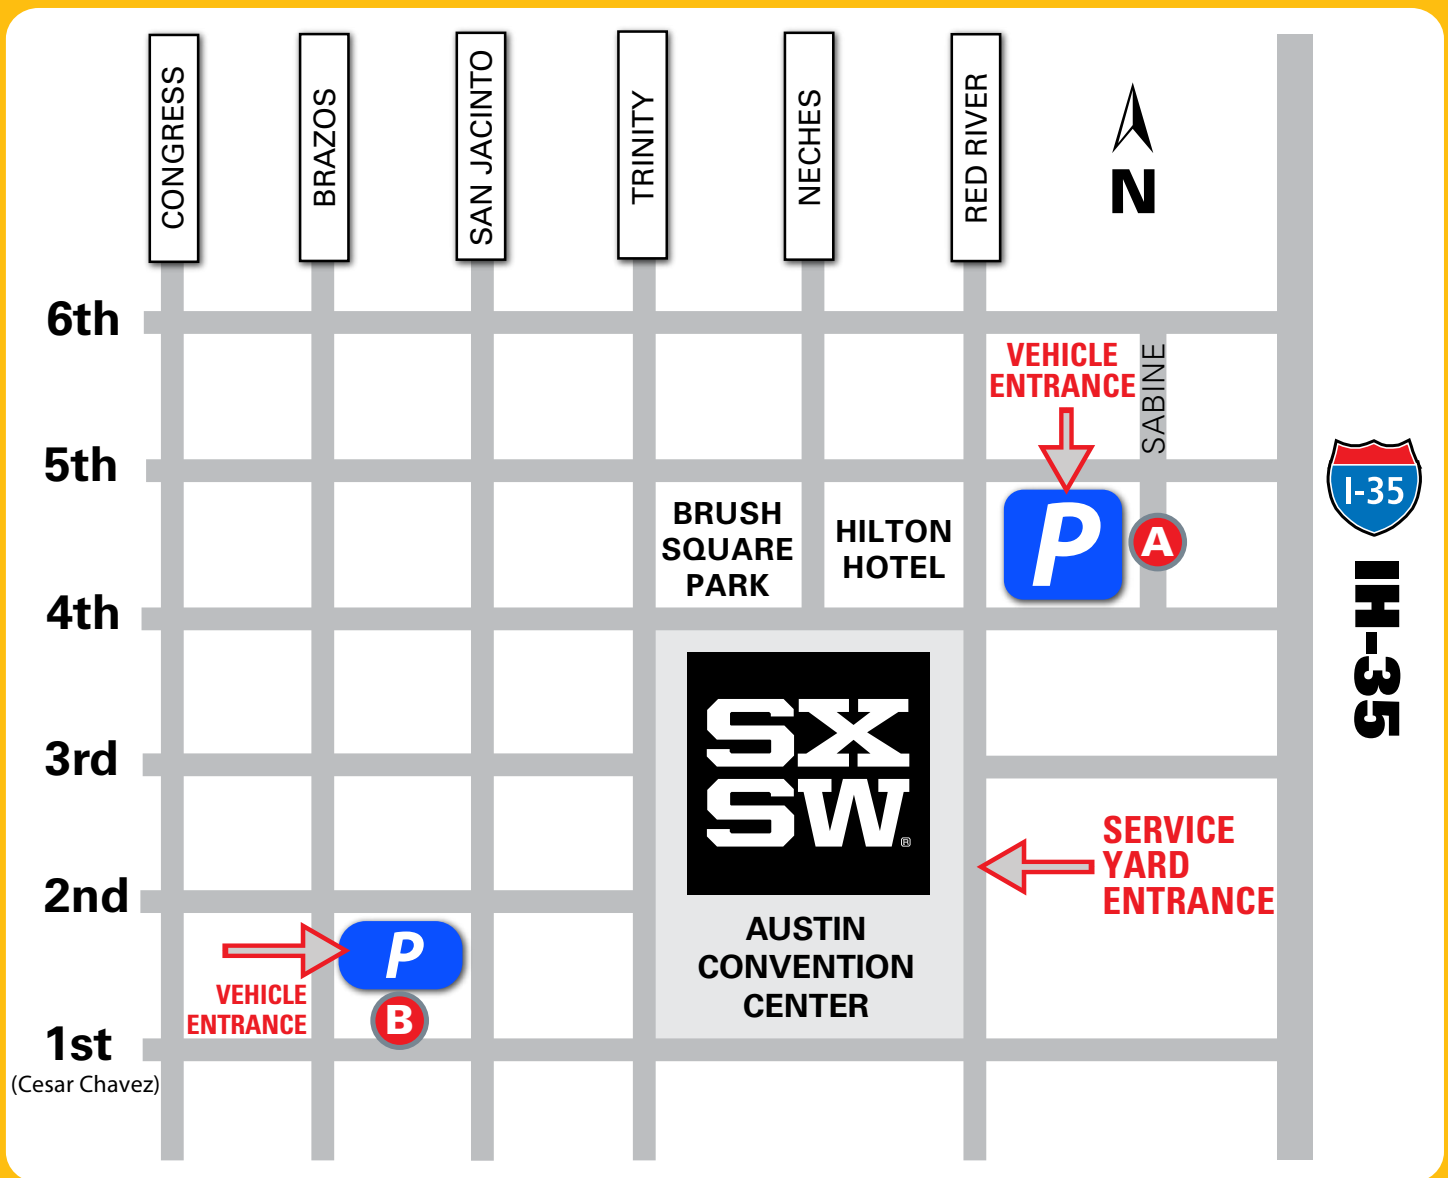 CONGRESS
BRAZOS
SAN JACINTO
TRINITY
NECHES
RED RIVER
N
6th
VEHICLE
ENTRANCE
SABINE
5th
I-35
BRUSH
SQUARE
PARK
HILTON
HOTEL
P
A
4th
IH-35
SX
SW®
3rd
SERVICE
YARD
ENTRANCE
2nd
P
AUSTIN
CONVENTION
CENTER
VEHICLE
ENTRANCE
B
1st
(Cesar Chavez)